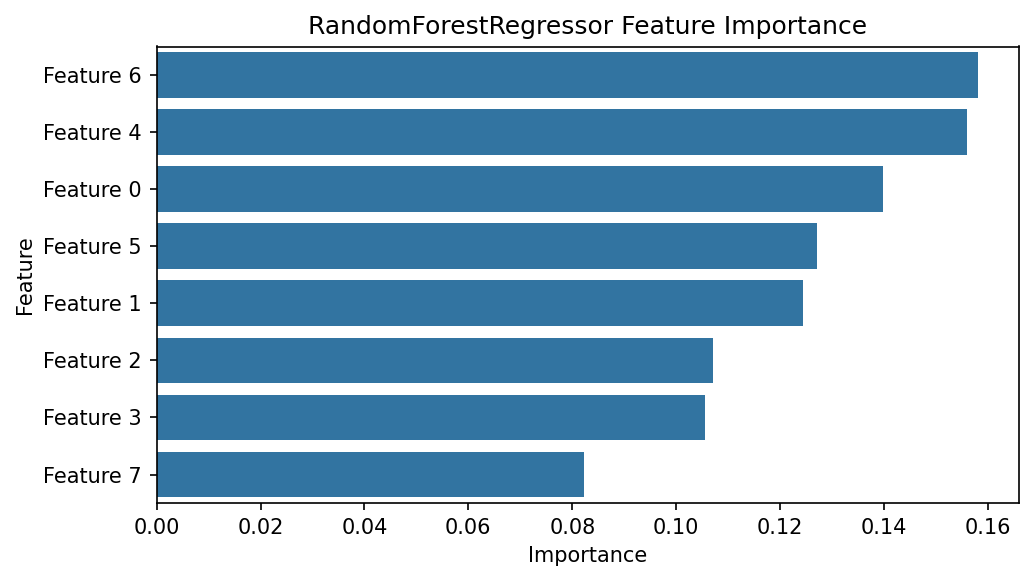 RandomForestRegressor Feature Importance
Feature 6
Feature 4
Feature 0
Feature 5
Feature 1
Feature 2
Feature 3
Feature 7
Feature
0.00 0.02 0.04 0.06 0.08 0.10 0.12 0.14 0.16
Importance